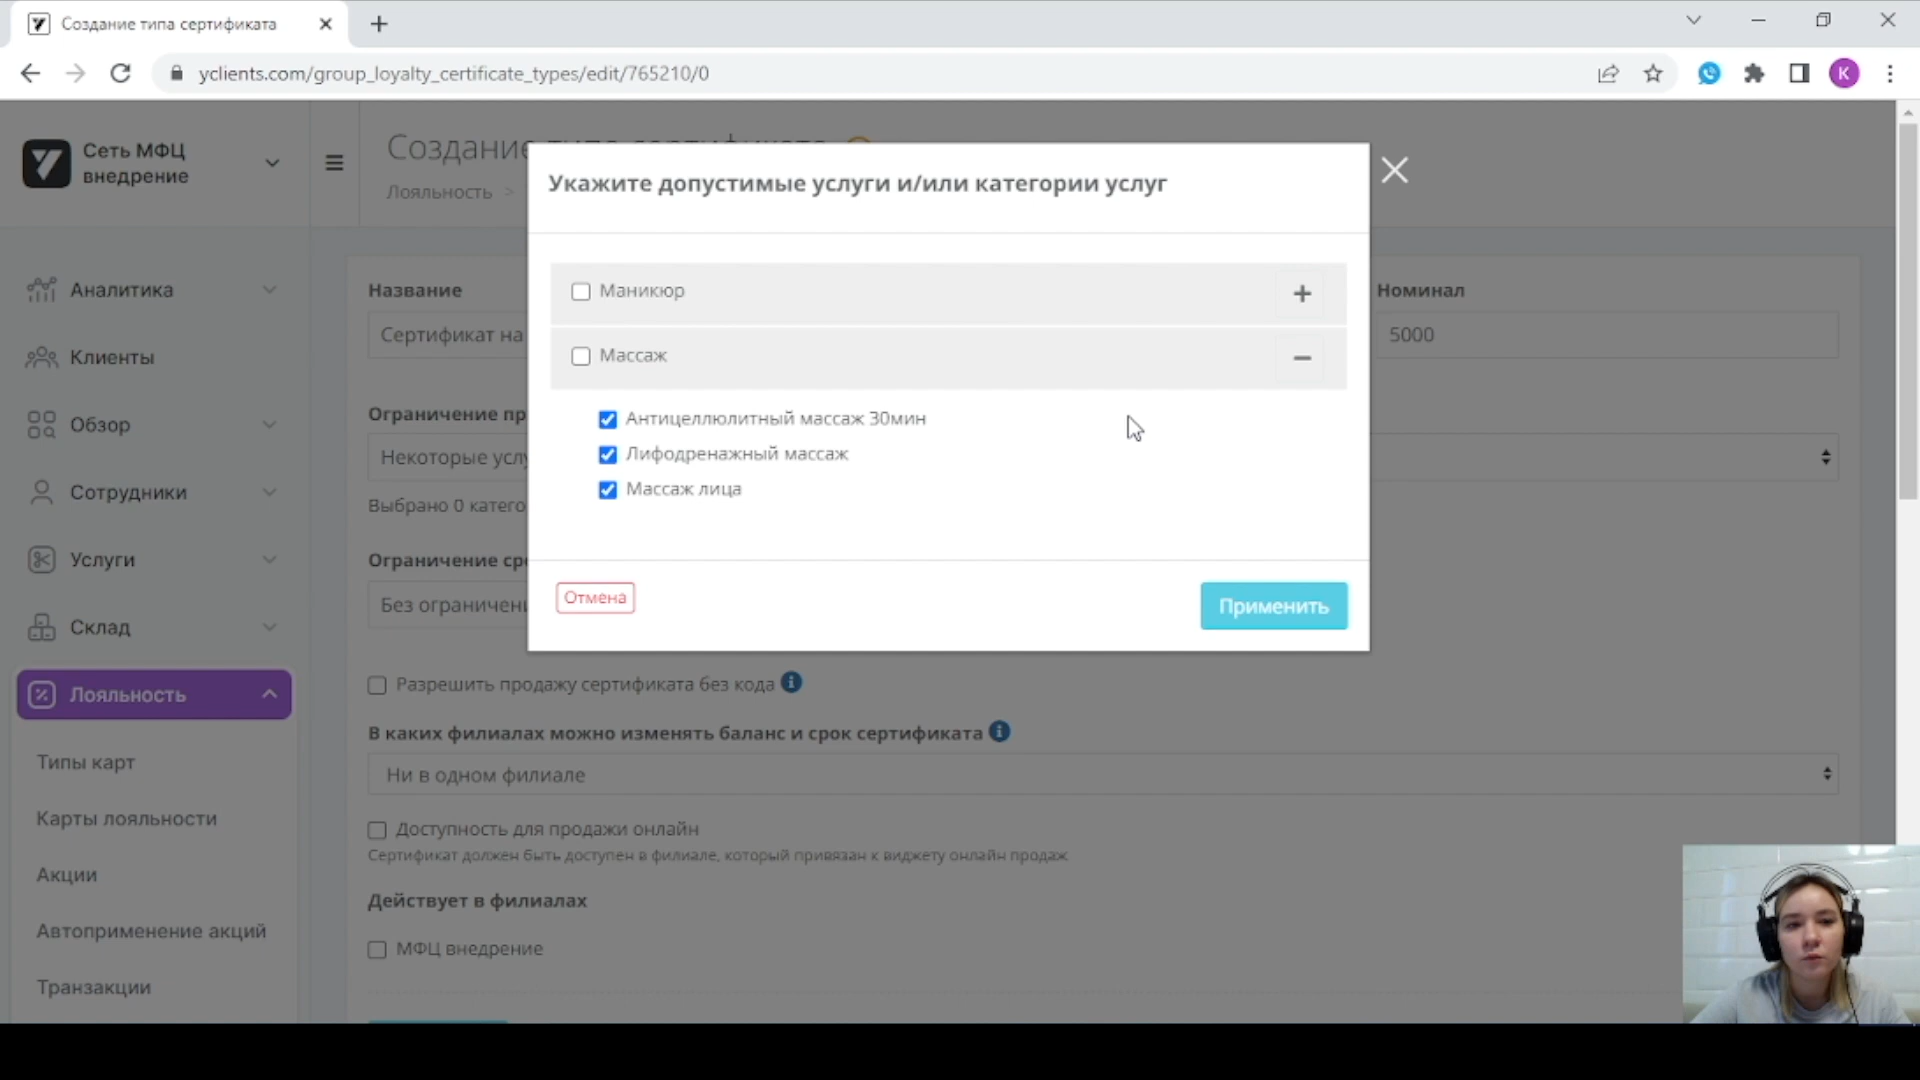 Создание типа сертификата
yclients.com/group_loyalty_certificate_types/edit/765210/0
K
Сеть МФЦ
внедрение
Создание типа сертификата
Лояльность >
Укажите допустимые услуги и/или категории услуг
Аналитика
Клиенты
Обзор
Сотрудники
Услуги
Склад
Лояльность
Типы карт
Карты лояльности
Акции
Автоприменение акций
Транзакции
Название
Сертификат на
Номинал
5000
Маникюр
Массаж
Антицеллюлитный массаж 30мин
Лифодренажный массаж
Массаж лица
Отмена
Применить
Ограничение пр
Некоторые усл
Выбрано 0 катего
Ограничение ср
Без ограничен
Разрешить продажу сертификата без кода
В каких филиалах можно изменять баланс и срок сертификата
Ни в одном филиале
Доступность для продажи онлайн
Сертификат должен быть доступен в филиале, который привязан к виджету онлайн продаж
Действует в филиалах
МФЦ внедрение